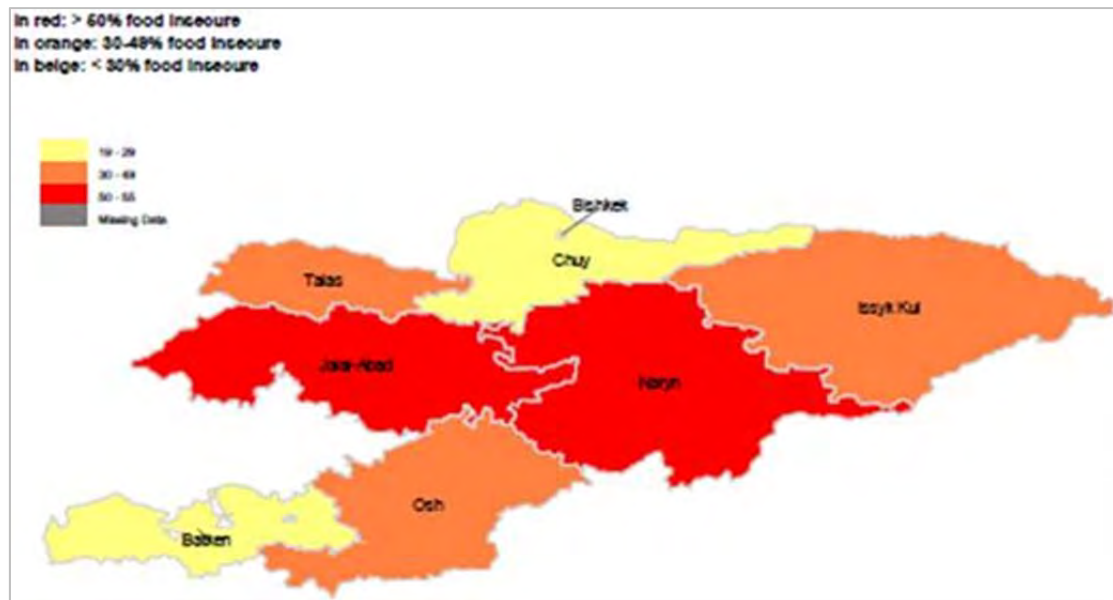 In red: > 50% food insecure
In orange: 30-49% food insecure
In beige: < 30% food insecure
19 - 29
30 - 49
50 - 55
Missing Data
Bishkek
Chuy
Talas
Issyk Kul
Jalal-Abad
Naryn
Osh
Batken